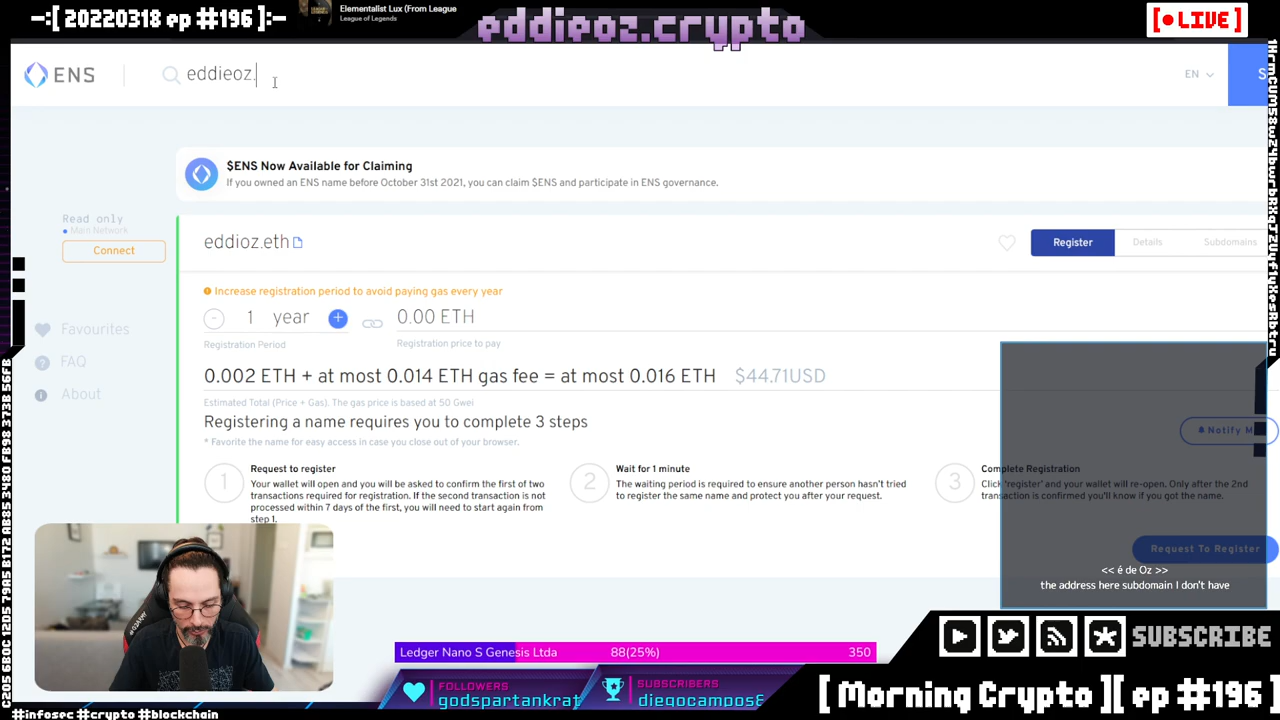 -:[ 20220318 ep #196 ]:-
Elementalist Lux (From League
League of Legends
eddieoz.crypto
[ • LIVE ]
ENS
eddieoz.
EN
S
$ENS Now Available for Claiming
If you owned an ENS name before October 31st 2021, you can claim $ENS and participate in ENS governance.
Read only
Main Network
Connect
Favourites
FAQ
About
eddioz.eth
Register
Details
Subdomains
Increase registration period to avoid paying gas every year
- 1 year +
0.00 ETH
Registration Period
Registration price to pay
0.002 ETH + at most 0.014 ETH gas fee = at most 0.016 ETH $44.71USD
Estimated Total (Price + Gas). The gas price is based at 50 Gwei
Registering a name requires you to complete 3 steps
* Favorite the name for easy access in case you close out of your browser.
Notify M
1
Request to register
Your wallet will open and you will be asked to confirm the first of two
transactions required for registration. If the second transaction is not
processed within 7 days of the first, you will need to start again from
step 1.
2
Wait for 1 minute
The waiting period is required to ensure another person hasn't tried
to register the same name and protect you after your request.
3
Complete Registration
Click 'register' and your wallet will re-open. Only after the 2nd
transaction is confirmed you'll know if you got the name.
Request To Register
<< é de Oz >>
the address here subdomain I don't have
SUBSCRIBE
Ledger Nano S Genesis Ltda 88(25%) 350
FOLLOWERS
godspartankrat
SUBSCRIBERS
diegocampos8
[ Morning Crypto ][ ep #196 ]
#infosec #crypto #blockchain
C205 5B0C 12D5 79A5 B172 AB35 3480 FB98 373B 56FB